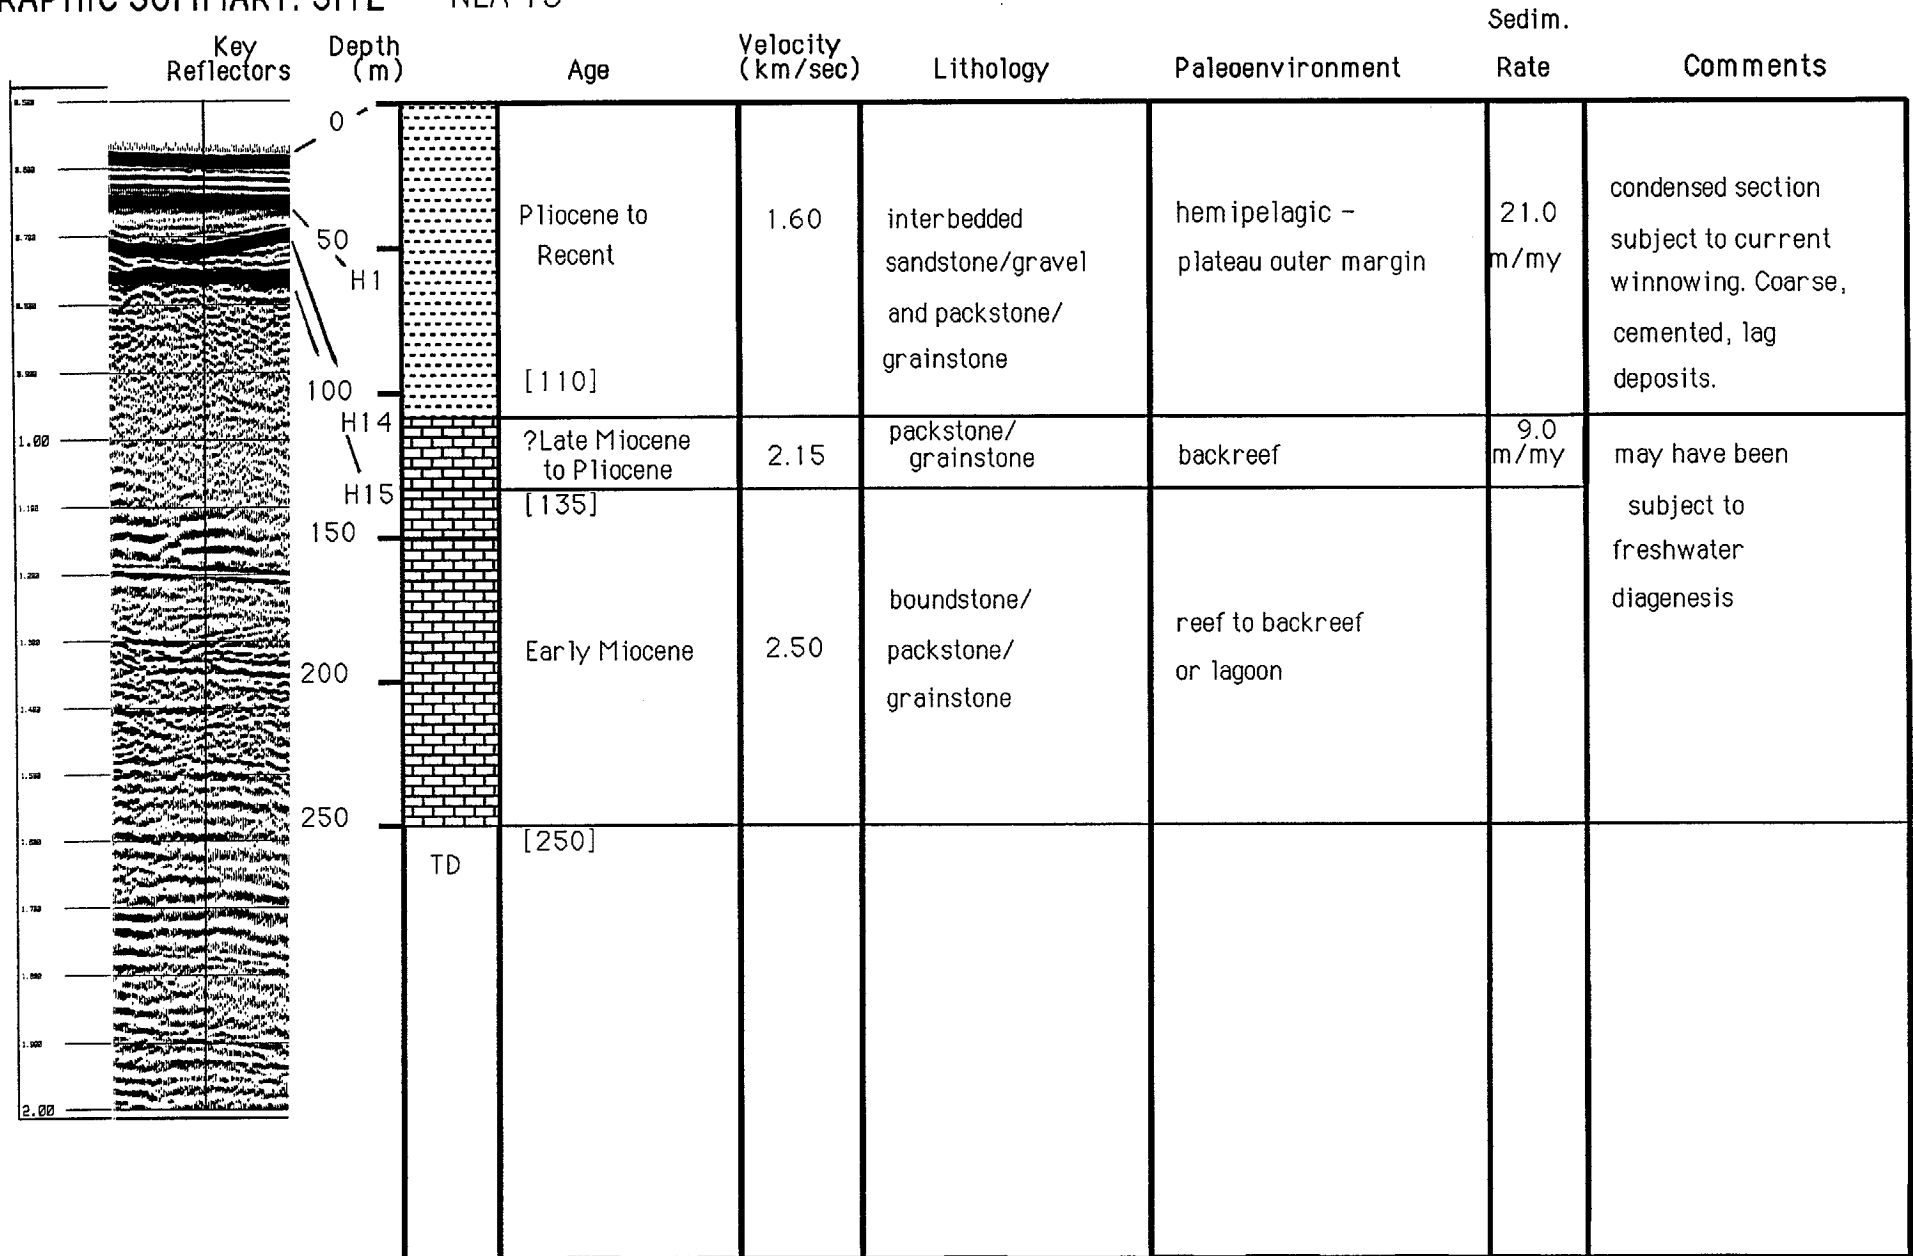 SUMMARY: SITE
Sedim.
Key
Reflectors
Depth
(m)
Age
Velocity
(km/sec)
Lithology
Paleoenvironment
Rate
Comments
0
50
H1
100
H14
H15
150
200
250
1.00
2.00
Pliocene to
Recent
[110]
1.60
interbedded
sandstone/gravel
and packstone/
grainstone
hemipelagic -
plateau outer margin
21.0
m/my
condensed section
subject to current
winnowing. Coarse,
cemented, lag
deposits.
?Late Miocene
to Pliocene
[135]
2.15
packstone/
grainstone
backreef
9.0
m/my
may have been
subject to
freshwater
diagenesis
Early Miocene
2.50
boundstone/
packstone/
grainstone
reef to backreef
or lagoon
[250]
TD